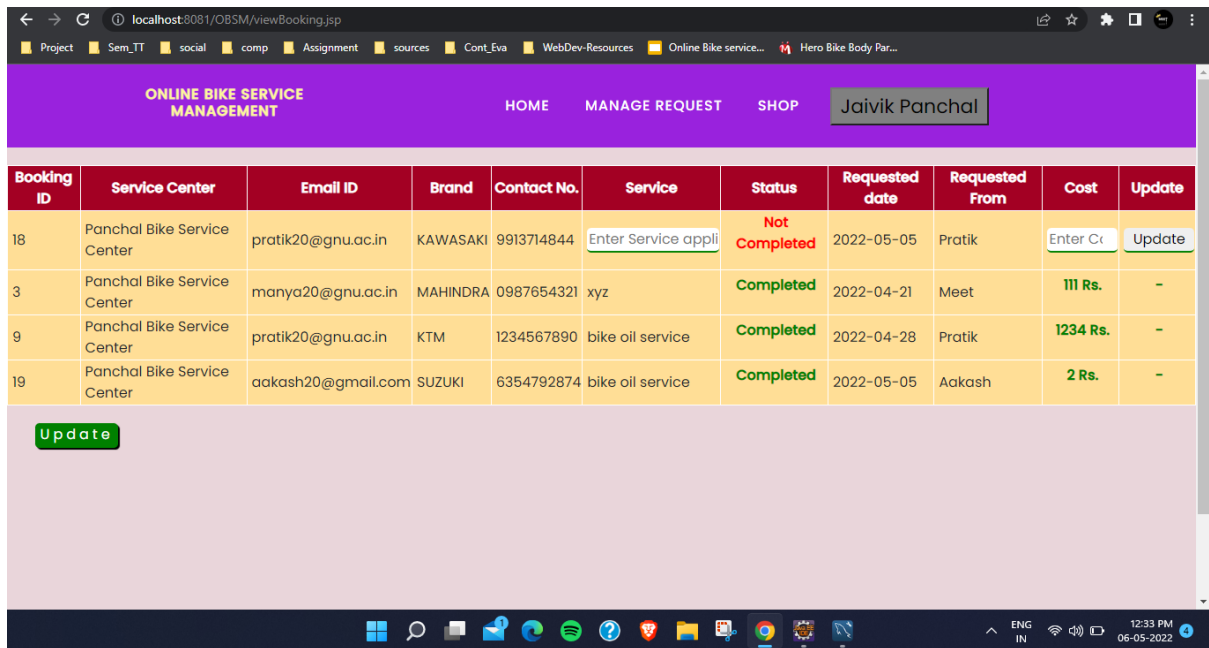 localhost:8081/OBSM/viewBooking.jsp
Project Sem_TT social comp Assignment sources Cont_Eva WebDev-Resources Online Bike service... Hero Bike Body Par...
ONLINE BIKE SERVICE
MANAGEMENT
HOME MANAGE REQUEST SHOP Jaivik Panchal
Booking
ID
Service Center
Email ID
Brand
Contact No.
Service
Status
Requested
date
Requested
From
Cost
Update
18
Panchal Bike Service
Center
pratik20@gnu.ac.in
KAWASAKI
9913714844
Enter Service appli
Not
Completed
2022-05-05
Pratik
Enter Co
Update
3
Panchal Bike Service
Center
manya20@gnu.ac.in
MAHINDRA
0987654321
xyz
Completed
2022-04-21
Meet
111 Rs.
-
9
Panchal Bike Service
Center
pratik20@gnu.ac.in
KTM
1234567890
bike oil service
Completed
2022-04-28
Pratik
1234 Rs.
-
19
Panchal Bike Service
Center
aakash20@gmail.com
SUZUKI
6354792874
bike oil service
Completed
2022-05-05
Aakash
2 Rs.
-
Update
ENG
IN
12:33 PM
06-05-2022
4